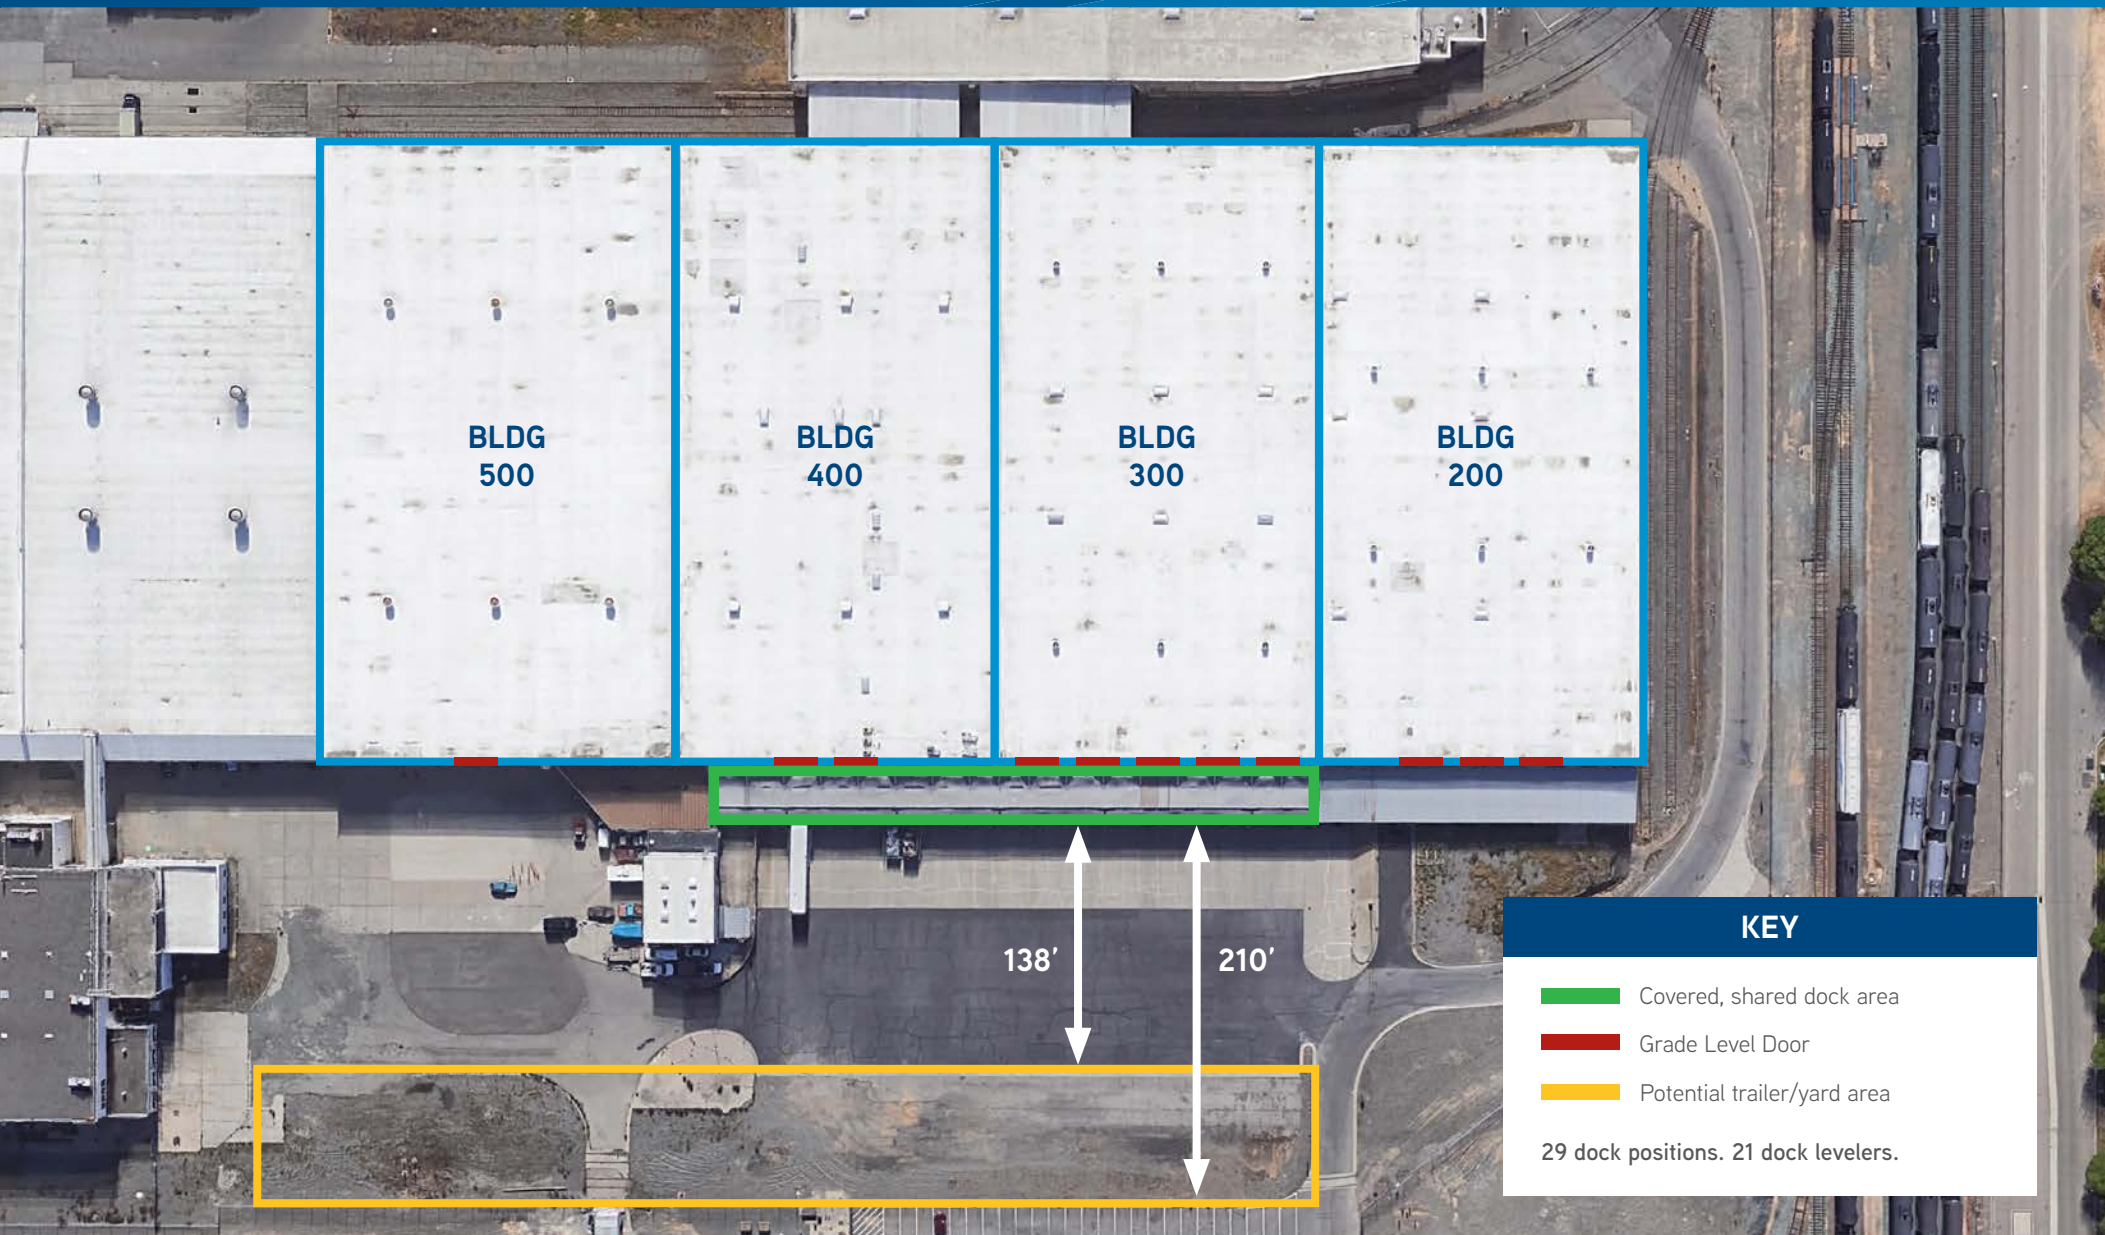 BLDG
500
BLDG
400
BLDG
300
BLDG
200
138’
210’
KEY
Covered, shared dock area
Grade Level Door
Potential trailer/yard area
29 dock positions. 21 dock levelers.